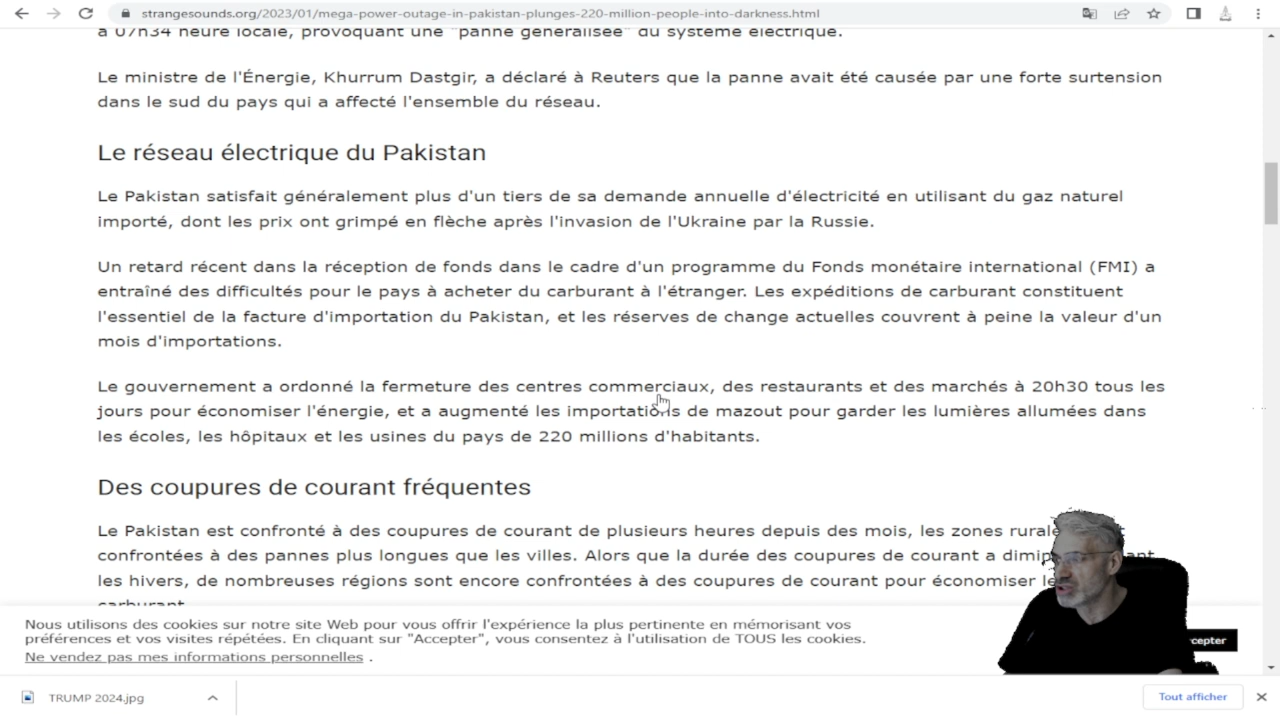 strangesounds.org/2023/01/mega-power-outage-in-pakistan-plunges-220-million-people-into-darkness.html
à 07h34 heure locale, provoquant une "panne généralisée" du système électrique.
Le ministre de l'Énergie, Khurrum Dastgir, a déclaré à Reuters que la panne avait été causée par une forte surtension
dans le sud du pays qui a affecté l'ensemble du réseau.
Le réseau électrique du Pakistan
Le Pakistan satisfait généralement plus d'un tiers de sa demande annuelle d'électricité en utilisant du gaz naturel
importé, dont les prix ont grimpé en flèche après l'invasion de l'Ukraine par la Russie.
Un retard récent dans la réception de fonds dans le cadre d'un programme du Fonds monétaire international (FMI) a
entraîné des difficultés pour le pays à acheter du carburant à l'étranger. Les expéditions de carburant constituent
l'essentiel de la facture d'importation du Pakistan, et les réserves de change actuelles couvrent à peine la valeur d'un
mois d'importations.
Le gouvernement a ordonné la fermeture des centres commerciaux, des restaurants et des marchés à 20h30 tous les
jours pour économiser l'énergie, et a augmenté les importations de mazout pour garder les lumières allumées dans
les écoles, les hôpitaux et les usines du pays de 220 millions d'habitants.
Des coupures de courant fréquentes
Le Pakistan est confronté à des coupures de courant de plusieurs heures depuis des mois, les zones
confrontées à des pannes plus longues que les villes. Alors que la durée des coupures de courant a
les hivers, de nombreuses régions sont encore confrontées à des coupures de courant pour économiser
carburant
Nous utilisons des cookies sur notre site Web pour vous offrir l'expérience la plus pertinente en mémorisant vos
préférences et vos visites répétées. En cliquant sur "Accepter", vous consentez à l'utilisation de TOUS les cookies.
Ne vendez pas mes informations personnelles .
TRUMP 2024.jpg
Tout afficher